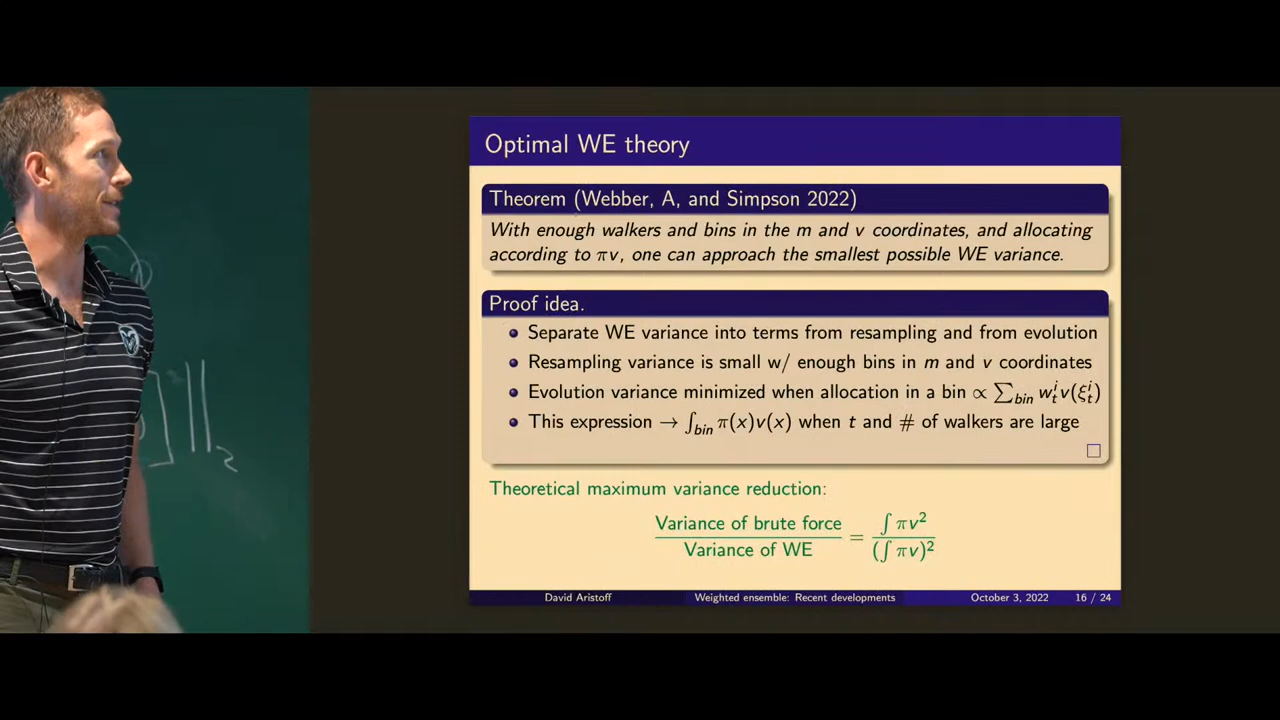 Optimal WE theory
Theorem (Webber, A, and Simpson 2022)
With enough walkers and bins in the m and v coordinates, and allocating
according to πv, one can approach the smallest possible WE variance.
Proof idea.
Separate WE variance into terms from resampling and from evolution
Resampling variance is small w/ enough bins in m and v coordinates
Evolution variance minimized when allocation in a bin ∝ ∑_bin w_t^i v(ξ_t^i)
This expression → ∫_bin π(x)v(x) when t and # of walkers are large
Theoretical maximum variance reduction:
Variance of brute force / Variance of WE = ∫ πv² / (∫ πv)²
David Aristoff Weighted ensemble: Recent developments October 3, 2022 16 / 24